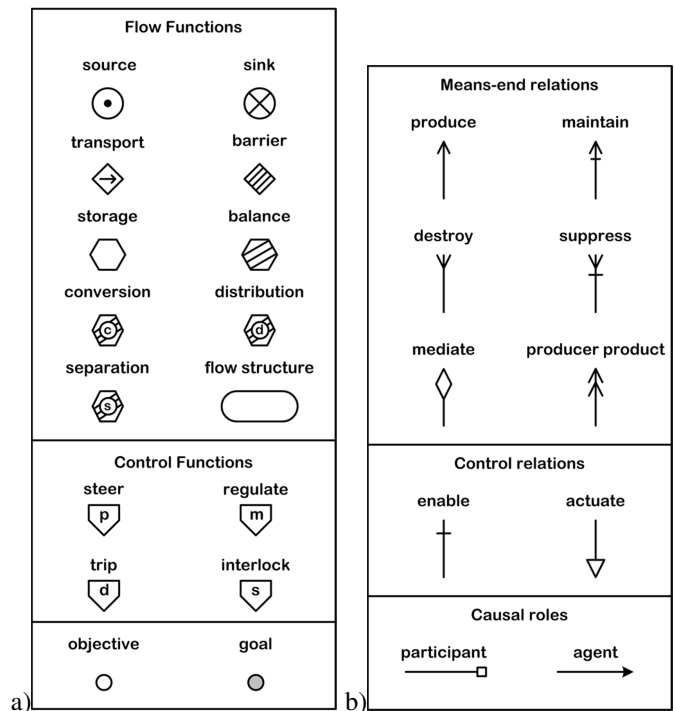 Flow Functions
source sink
transport barrier
storage balance
conversion distribution
c d
separation flow structure
s
Control Functions
steer regulate
p m
trip interlock
d s
objective goal
a)
Means-end relations
produce maintain
destroy suppress
mediate producer product
Control relations
enable actuate
Causal roles
participant agent
b)